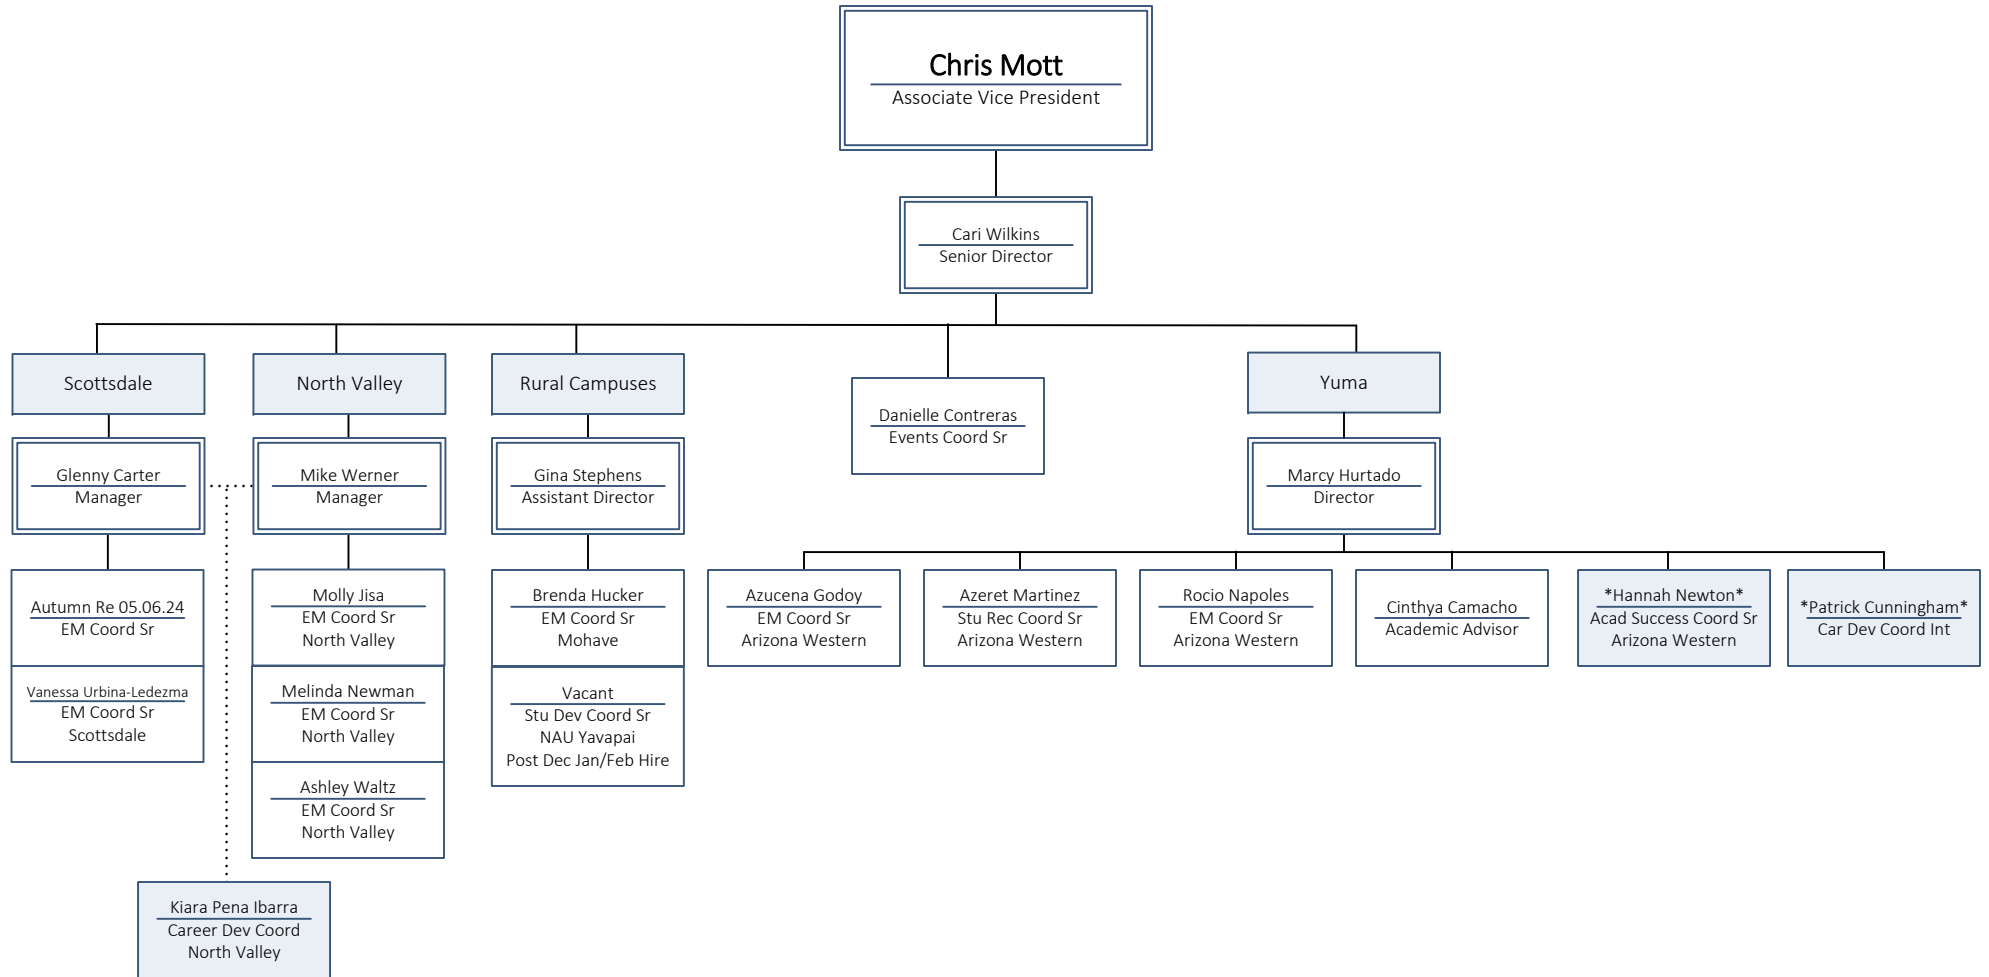 Chris Mott
Associate Vice President
Cari Wilkins
Senior Director
Scottsdale
North Valley
Rural Campuses
Yuma
Danielle Contreras
Events Coord Sr
Glenny Carter
Manager
Mike Werner
Manager
Gina Stephens
Assistant Director
Marcy Hurtado
Director
Autumn Re 05.06.24
EM Coord Sr
Vanessa Urbina-Ledezma
EM Coord Sr
Scottsdale
Molly Jisa
EM Coord Sr
North Valley
Melinda Newman
EM Coord Sr
North Valley
Ashley Waltz
EM Coord Sr
North Valley
Brenda Hucker
EM Coord Sr
Mohave
Vacant
Stu Dev Coord Sr
NAU Yavapai
Post Dec Jan/Feb Hire
Azucena Godoy
EM Coord Sr
Arizona Western
Azeret Martinez
Stu Rec Coord Sr
Arizona Western
Rocio Napoles
EM Coord Sr
Arizona Western
Cinthya Camacho
Academic Advisor
*Hannah Newton*
Acad Success Coord Sr
Arizona Western
*Patrick Cunningham*
Car Dev Coord Int
Kiara Pena Ibarra
Career Dev Coord
North Valley